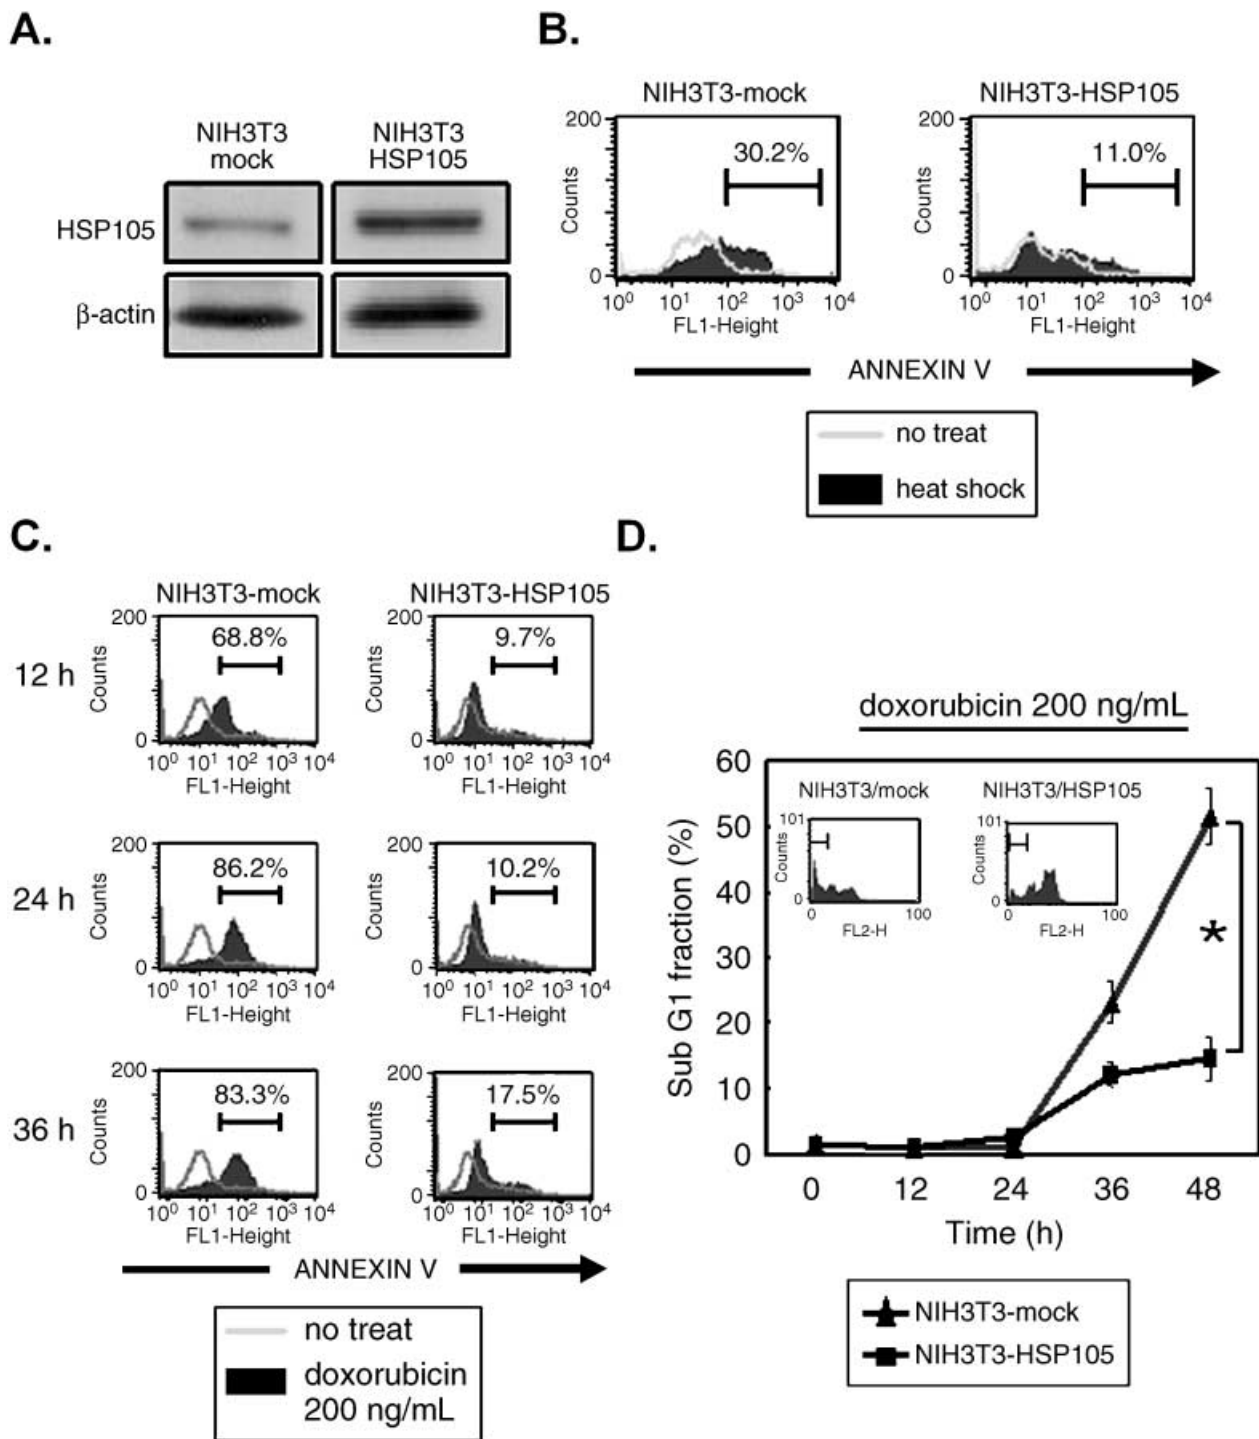 A.
NIH3T3
mock
NIH3T3
HSP105
HSP105
β-actin
B.
NIH3T3-mock
NIH3T3-HSP105
200
Counts
0
30.2%
10⁰ 10¹ 10² 10³ 10⁴
FL1-Height
200
Counts
0
11.0%
10⁰ 10¹ 10² 10³ 10⁴
FL1-Height
ANNEXIN V
no treat
heat shock
C.
NIH3T3-mock
NIH3T3-HSP105
12 h
200
Counts
0
68.8%
10⁰ 10¹ 10² 10³ 10⁴
FL1-Height
200
Counts
0
9.7%
10⁰ 10¹ 10² 10³ 10⁴
FL1-Height
24 h
200
Counts
0
86.2%
10⁰ 10¹ 10² 10³ 10⁴
FL1-Height
200
Counts
0
10.2%
10⁰ 10¹ 10² 10³ 10⁴
FL1-Height
36 h
200
Counts
0
83.3%
10⁰ 10¹ 10² 10³ 10⁴
FL1-Height
200
Counts
0
17.5%
10⁰ 10¹ 10² 10³ 10⁴
FL1-Height
ANNEXIN V
no treat
doxorubicin
200 ng/mL
D.
doxorubicin 200 ng/mL
Sub G1 fraction (%)
60
50
40
30
20
10
0
NIH3T3/mock
101
Counts
0
0 100
FL2-H
NIH3T3/HSP105
101
Counts
0
0 100
FL2-H
*
0 12 24 36 48
Time (h)
NIH3T3-mock
NIH3T3-HSP105